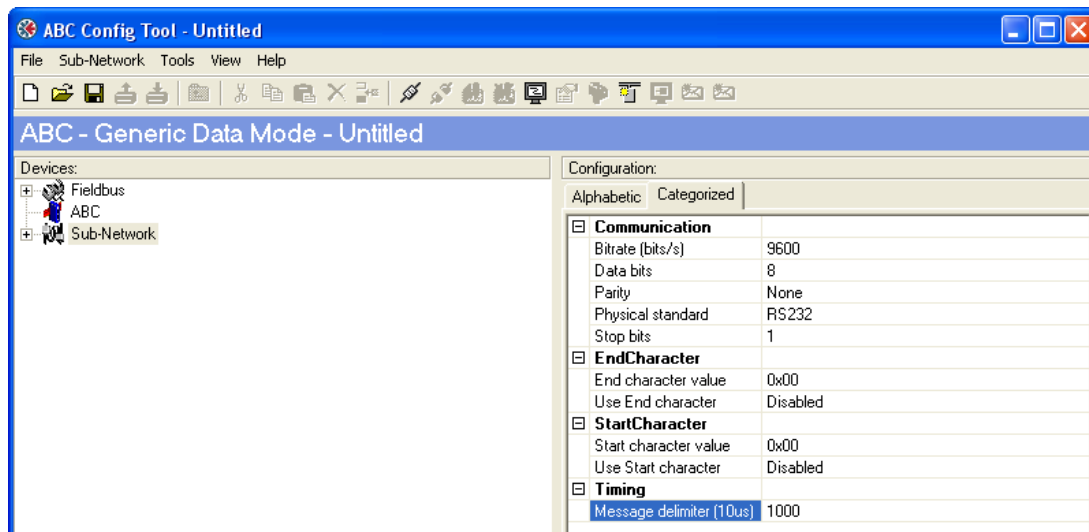 ABC Config Tool - Untitled
File Sub-Network Tools View Help
ABC - Generic Data Mode - Untitled
Devices:
Fieldbus
ABC
Sub-Network
Configuration:
Alphabetic Categorized
Communication
Bitrate (bits/s) 9600
Data bits 8
Parity None
Physical standard RS232
Stop bits 1
EndCharacter
End character value 0x00
Use End character Disabled
StartCharacter
Start character value 0x00
Use Start character Disabled
Timing
Message delimiter (10us) 1000